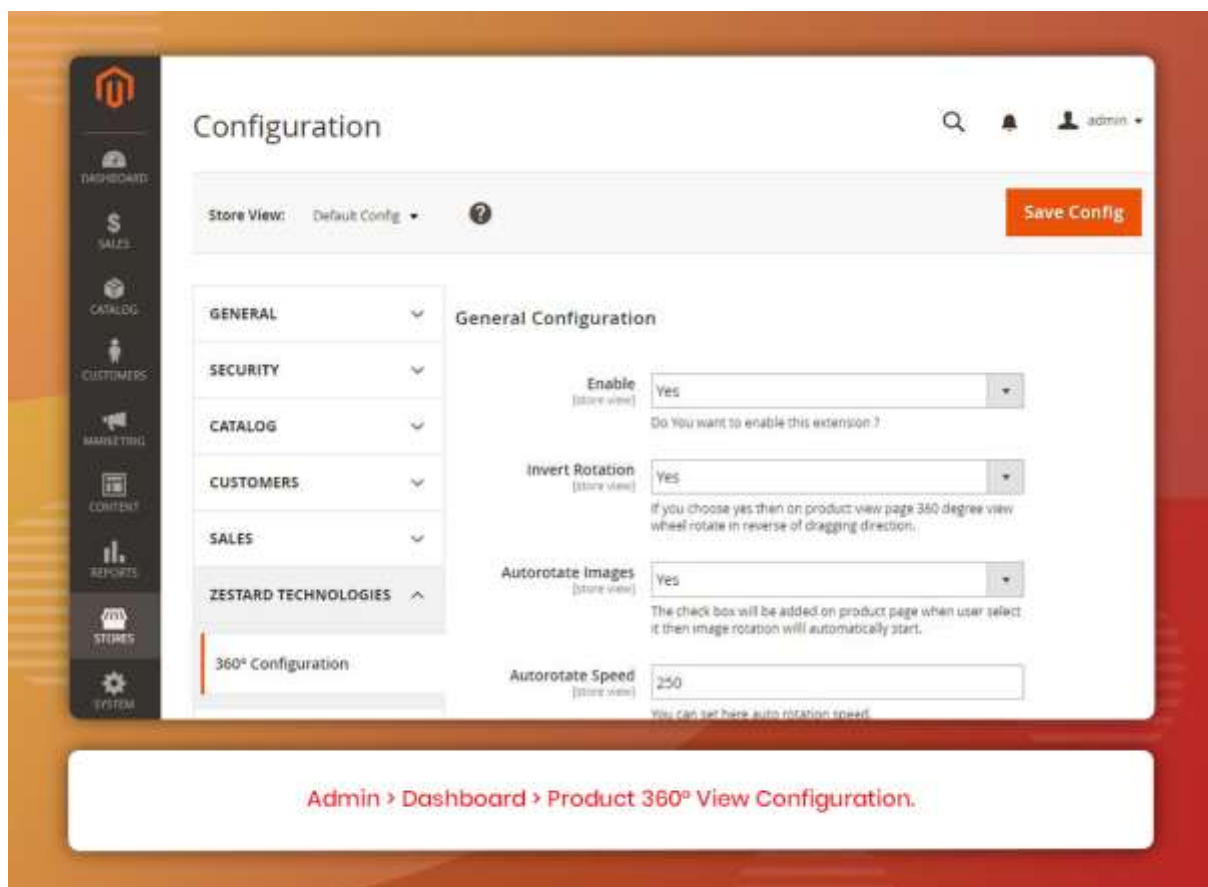 Configuration
admin
DASHBOARD
SALES
CATALOG
CUSTOMERS
MARKETING
CONTENT
REPORTS
STORES
SYSTEM
Store View: Default Config
Save Config
GENERAL
SECURITY
CATALOG
CUSTOMERS
SALES
ZESTARD TECHNOLOGIES
360º Configuration
General Configuration
Enable
[store view]
Yes
Do You want to enable this extension ?
Invert Rotation
[store view]
Yes
If you choose yes then on product view page 360 degree view
wheel rotate in reverse of dragging direction.
Autorotate Images
[store view]
Yes
The check box will be added on product page when user select
it then image rotation will automatically start.
Autorotate Speed
[store view]
250
You can set here auto rotation speed.
Admin > Dashboard > Product 360º View Configuration.